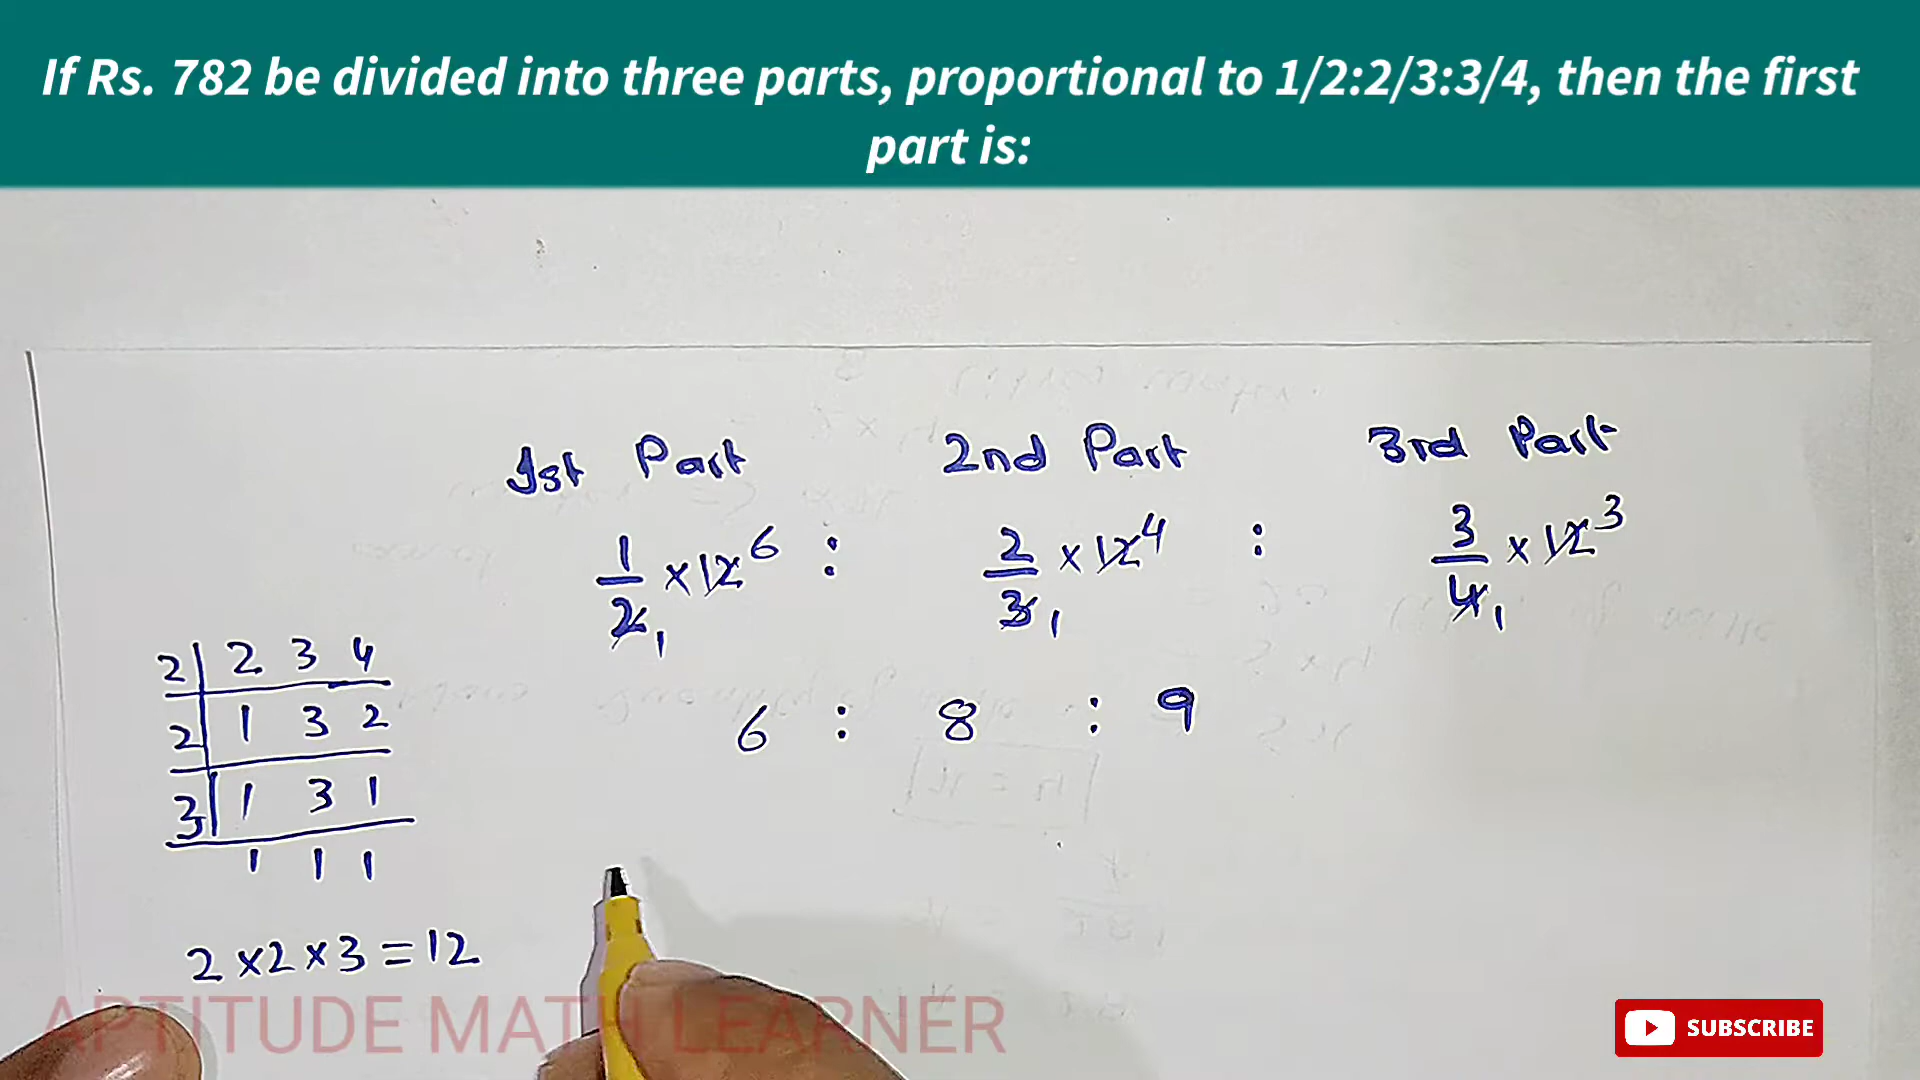 If Rs. 782 be divided into three parts, proportional to 1/2:2/3:3/4, then the first
part is:
1st Part 2nd Part 3rd Part
1/2 1 × 12 6 : 2/3 1 × 12 4 : 3/4 1 × 12 3
6 : 8 : 9
2 2 3 4
2 1 3 2
3 1 3 1
1 1 1
2 × 2 × 3 = 12
APTITUDE MATH LEARNER
SUBSCRIBE